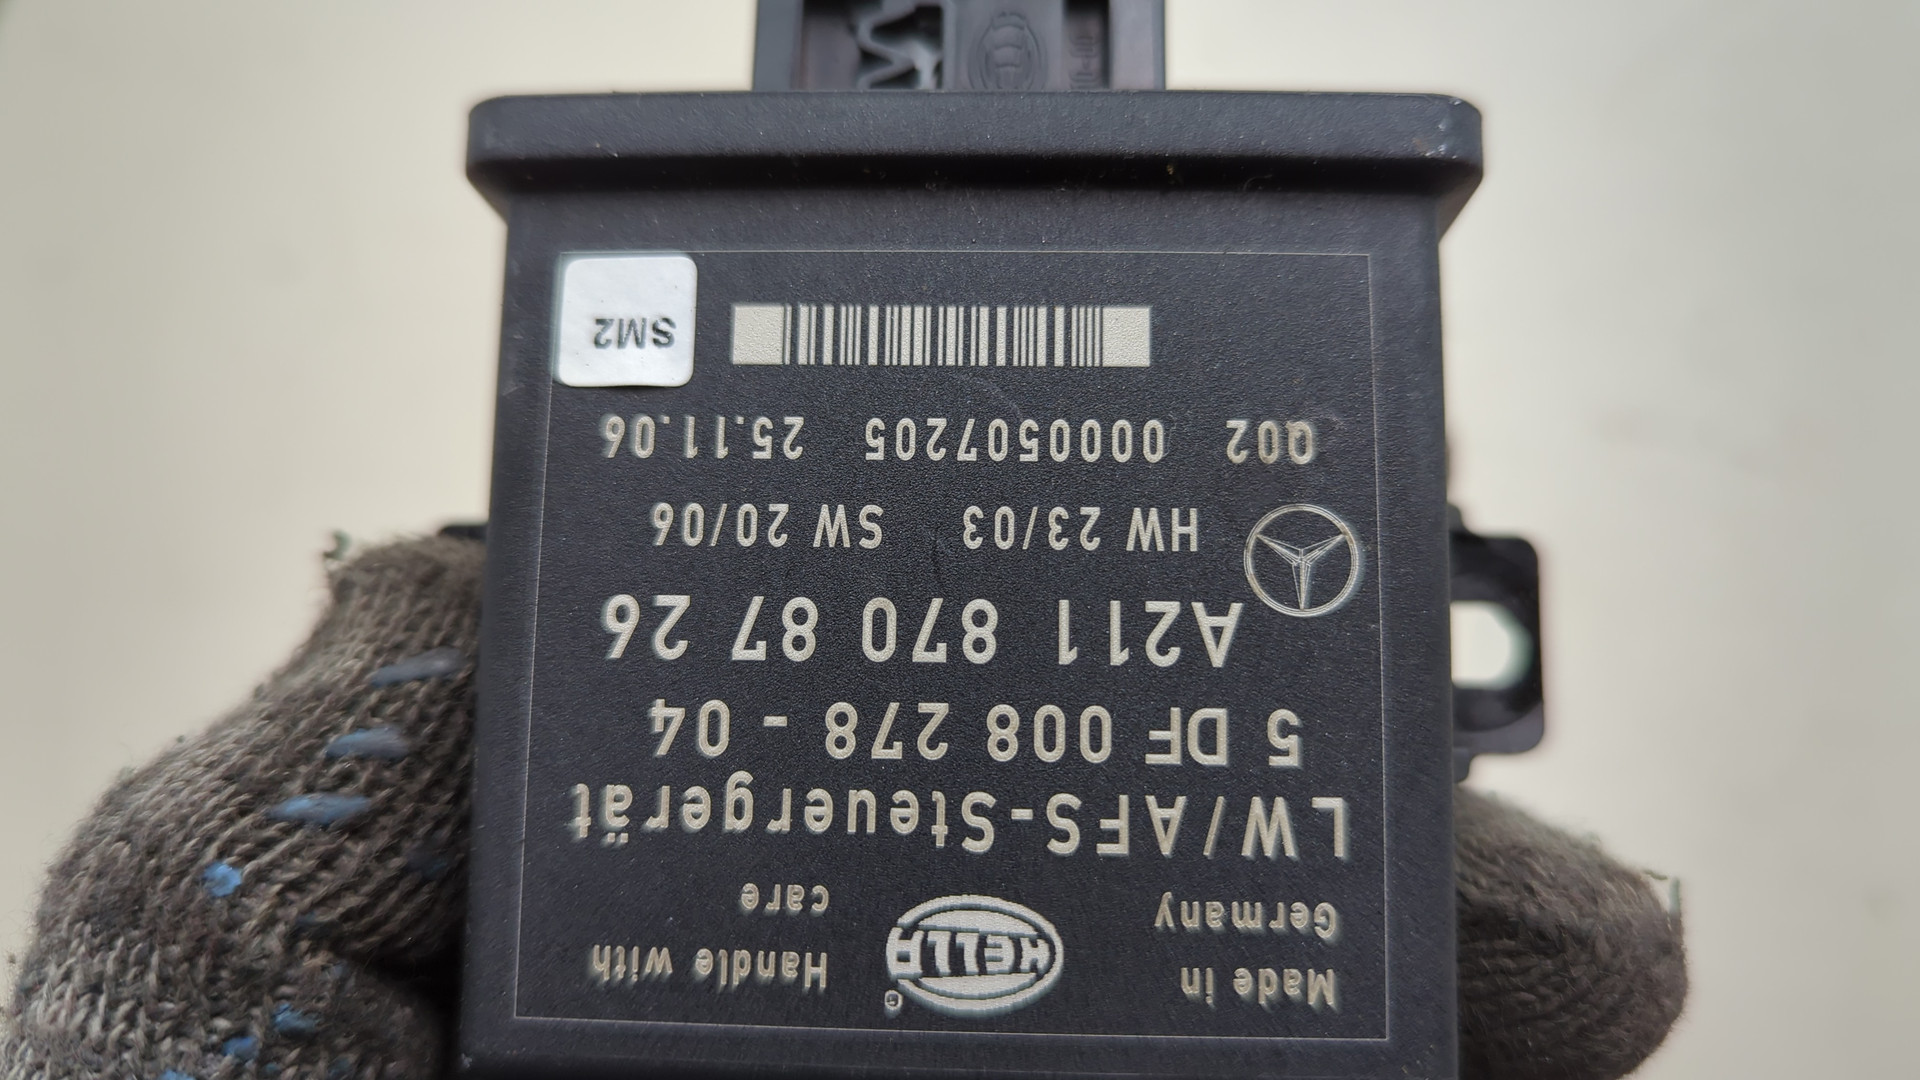 Made in
Germany
HELLA
Handle with
care
LW/AFS-Steuergerät
5 DF 008 278 - 04
A211 870 87 26
HW 23/03 SW 20/06
Q02 0000507205 25.11.06
SM2